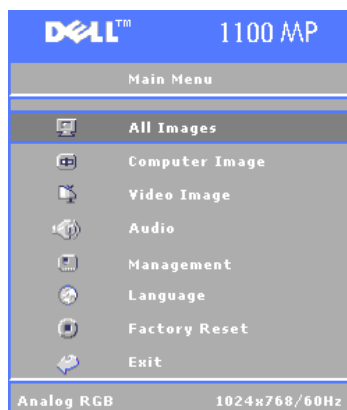 DELL™ 1100 MP
Main Menu
All Images
Computer Image
Video Image
Audio
Management
Language
Factory Reset
Exit
Analog RGB 1024x768/60Hz